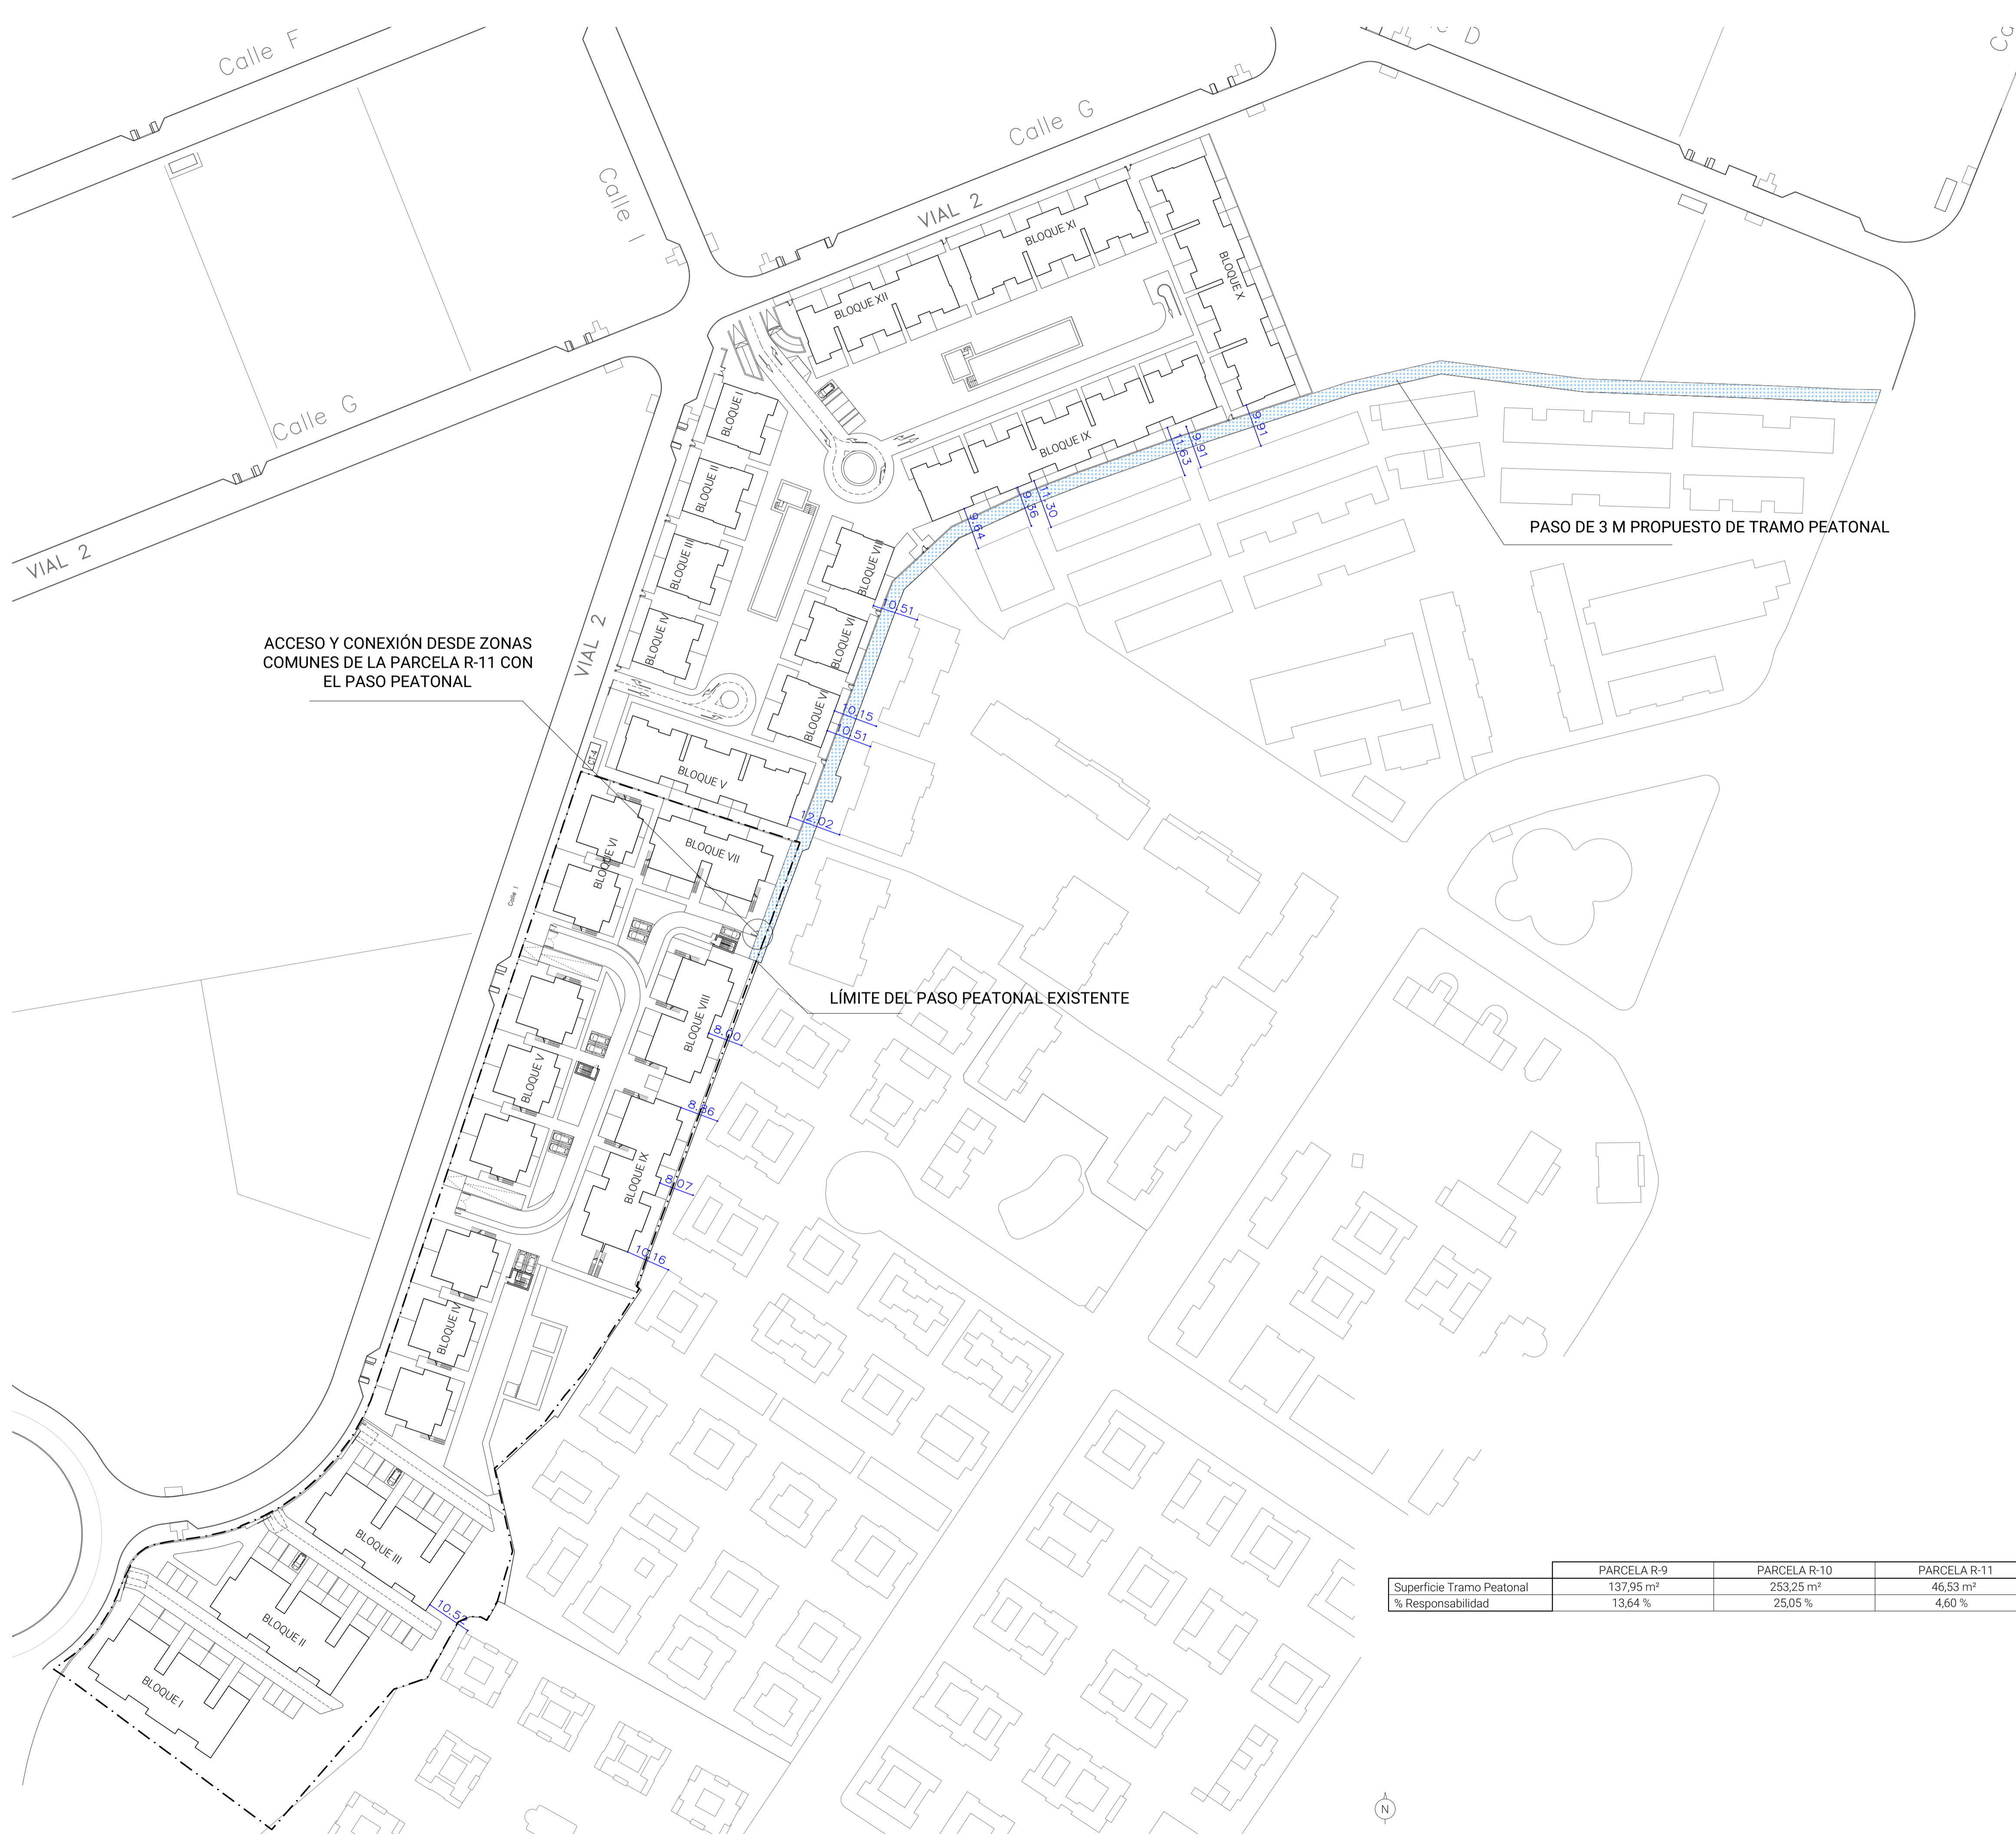 Calle F
Calle G
Calle I
VIAL 2
BLOQUE XI
BLOQUE X
BLOQUE XII
BLOQUE I
BLOQUE IX
9.91
9.91
11.63
11.30
9.36
9.64
Calle G
VIAL 2
BLOQUE II
BLOQUE III
BLOQUE IV
BLOQUE VIII
BLOQUE VI
BLOQUE VI
10.51
10.15
10.51
12.02
PASO DE 3 M PROPUESTO DE TRAMO PEATONAL
ACCESO Y CONEXIÓN DESDE ZONAS
COMUNES DE LA PARCELA R-11 CON
EL PASO PEATONAL
VIAL 2
CT-4
BLOQUE V
BLOQUE VI
BLOQUE VII
Calle I
LÍMITE DEL PASO PEATONAL EXISTENTE
BLOQUE VIII
8.00
BLOQUE V
8.86
BLOQUE IX
8.07
10.16
BLOQUE IV
BLOQUE III
BLOQUE II
BLOQUE I
10.52
PARCELA R-9 PARCELA R-10 PARCELA R-11
Superficie Tramo Peatonal 137,95 m² 253,25 m² 46,53 m²
% Responsabilidad 13,64 % 25,05 % 4,60 %
N